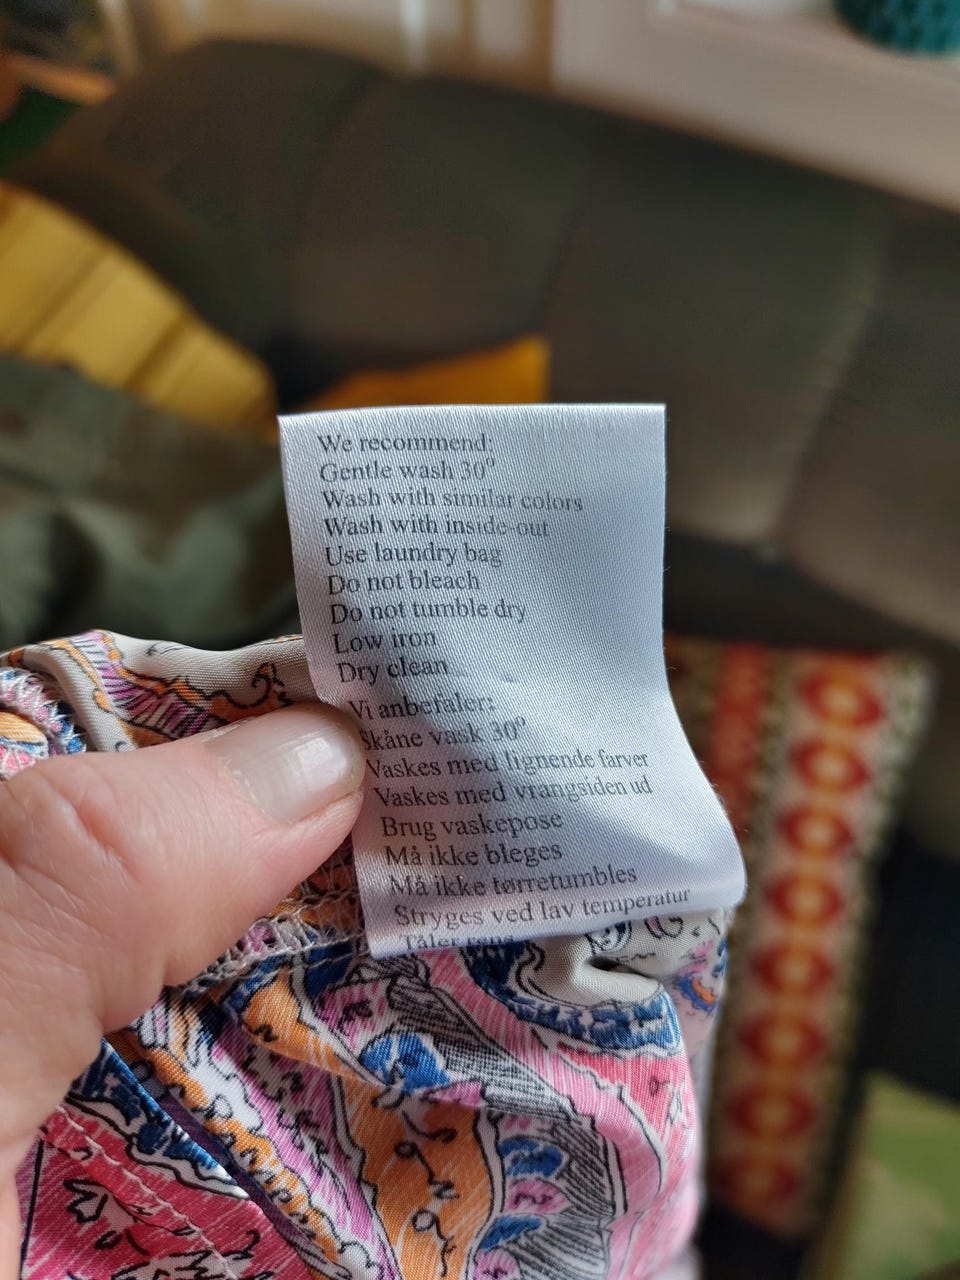 We recommend:
Gentle wash 30°
Wash with similar colors
Wash with inside-out
Use laundry bag
Do not bleach
Do not tumble dry
Low iron
Dry clean
Vi anbefaler:
Skåne vask 30°
Vaskes med lignende farver
Vaskes med vrangsiden ud
Brug vaskepose
Må ikke bleges
Må ikke tørretumbles
Stryges ved lav temperatur
Tåler rens